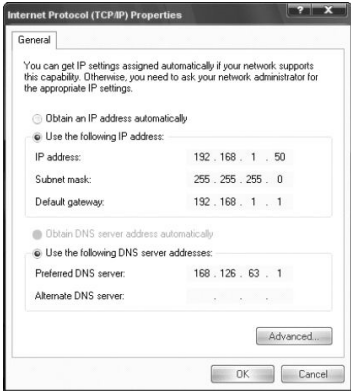 Internet Protocol (TCP/IP) Properties
General
You can get IP settings assigned automatically if your network supports
this capability. Otherwise, you need to ask your network administrator for
the appropriate IP settings.
Obtain an IP address automatically
Use the following IP address:
IP address: 192 . 168 . 1 . 50
Subnet mask: 255 . 255 . 255 . 0
Default gateway: 192 . 168 . 1 . 1
Obtain DNS server address automatically
Use the following DNS server addresses:
Preferred DNS server: 168 . 126 . 63 . 1
Alternate DNS server: . . .
Advanced...
OK Cancel